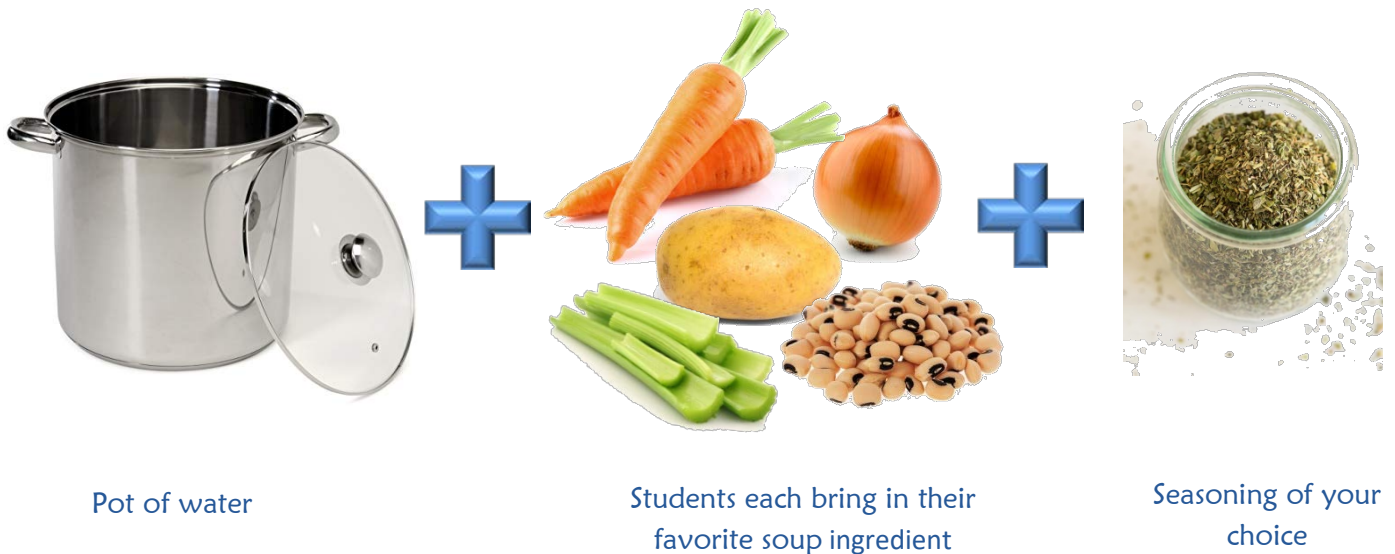 Pot of water
Students each bring in their
favorite soup ingredient
Seasoning of your
choice